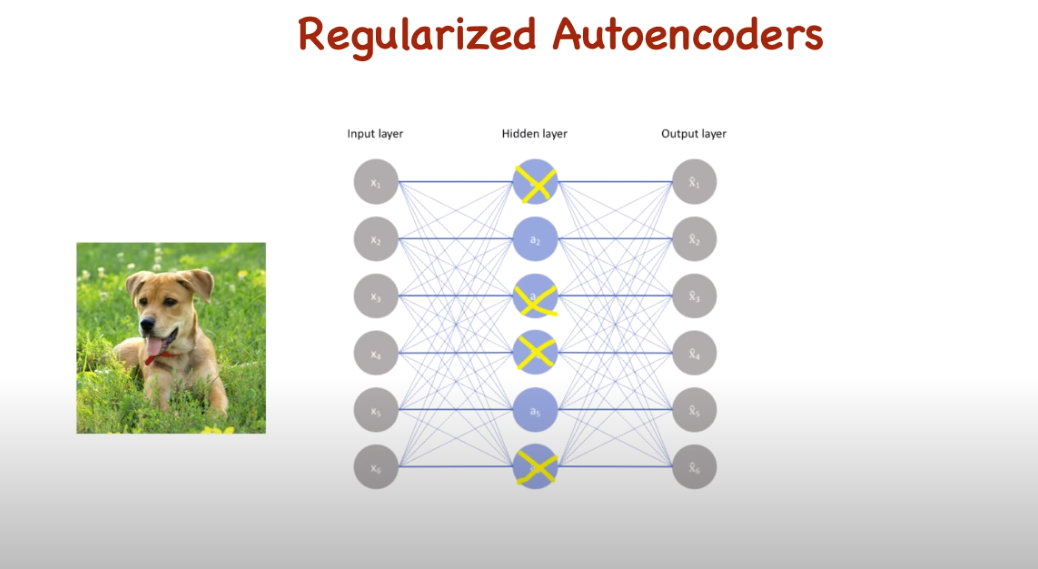 Regularized Autoencoders
Input layer Hidden layer Output layer
x₁ x̂₁
x₂ a₂ x̂₂
x₃ a x̂₃
x₄ x̂₄
x₅ a₅ x̂₅
x₆ x̂₆